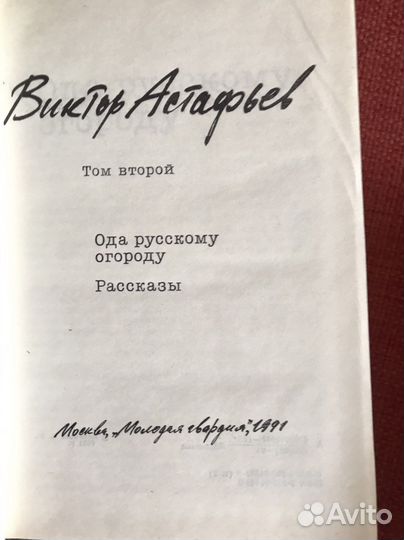 Виктор Астафьев
Том второй
Ода русскому
огороду
Рассказы
Москва, „Молодая гвардия", 1991
Avito